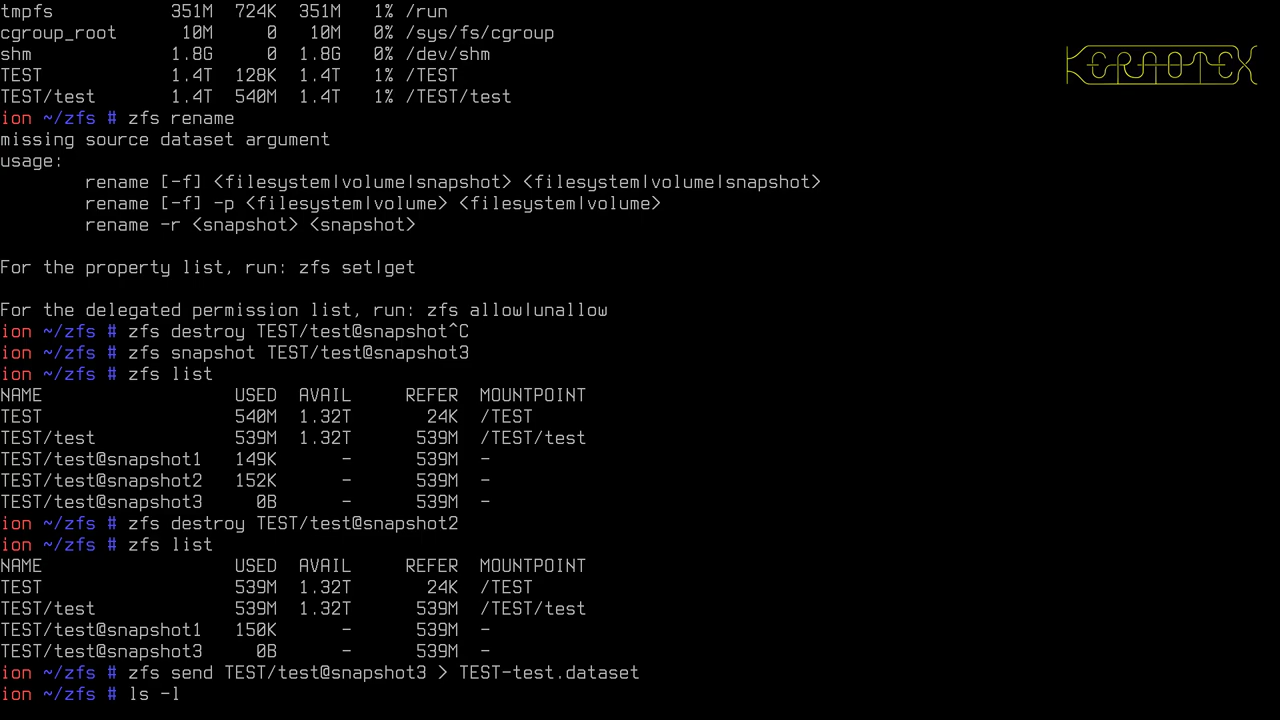 tmpfs 351M 724K 351M 1% /run
cgroup_root 10M 0 10M 0% /sys/fs/cgroup
shm 1.8G 0 1.8G 0% /dev/shm
TEST 1.4T 128K 1.4T 1% /TEST
TEST/test 1.4T 540M 1.4T 1% /TEST/test
KERNOTEX
ion ~/zfs # zfs rename
missing source dataset argument
usage:
rename [-f] <filesystem|volume|snapshot> <filesystem|volume|snapshot>
rename [-f] -p <filesystem|volume> <filesystem|volume>
rename -r <snapshot> <snapshot>
For the property list, run: zfs set|get
For the delegated permission list, run: zfs allow|unallow
ion ~/zfs # zfs destroy TEST/test@snapshot^C
ion ~/zfs # zfs snapshot TEST/test@snapshot3
ion ~/zfs # zfs list
NAME USED AVAIL REFER MOUNTPOINT
TEST 540M 1.32T 24K /TEST
TEST/test 539M 1.32T 539M /TEST/test
TEST/test@snapshot1 149K - 539M -
TEST/test@snapshot2 152K - 539M -
TEST/test@snapshot3 0B - 539M -
ion ~/zfs # zfs destroy TEST/test@snapshot2
ion ~/zfs # zfs list
NAME USED AVAIL REFER MOUNTPOINT
TEST 539M 1.32T 24K /TEST
TEST/test 539M 1.32T 539M /TEST/test
TEST/test@snapshot1 150K - 539M -
TEST/test@snapshot3 0B - 539M -
ion ~/zfs # zfs send TEST/test@snapshot3 > TEST-test.dataset
ion ~/zfs # ls -l